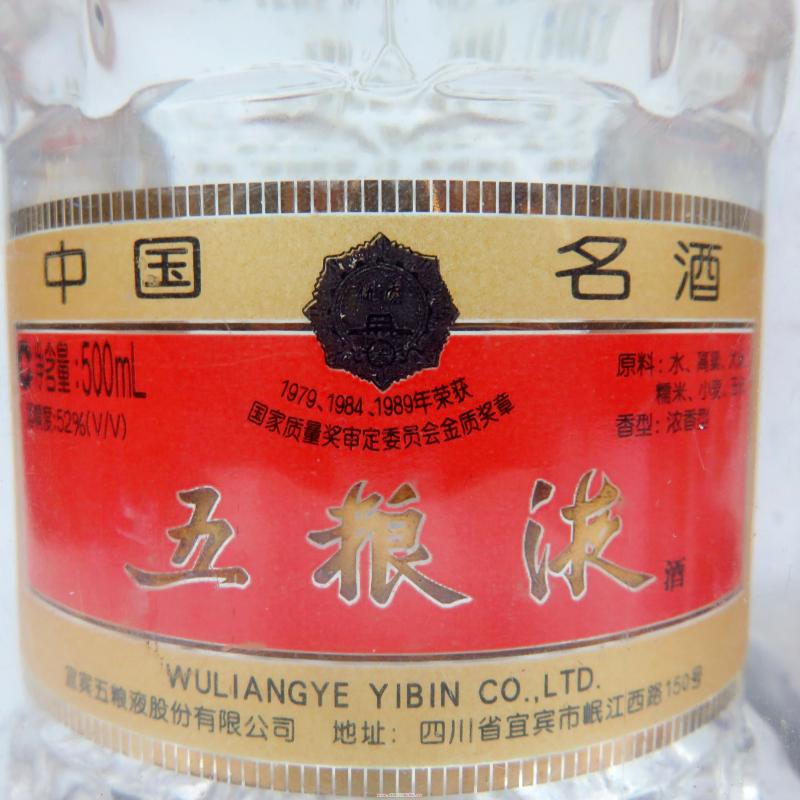 中国 名酒
净含量:500mL
酒精度:52%(V/V)
1979、1984、1989年荣获
国家质量奖审定委员会金质奖章
原料:水、高粱、大米、
糯米、小麦、玉米
香型:浓香型
五粮液酒
WULIANGYE YIBIN CO.,LTD.
宜宾五粮液股份有限公司 地址:四川省宜宾市岷江西路150号